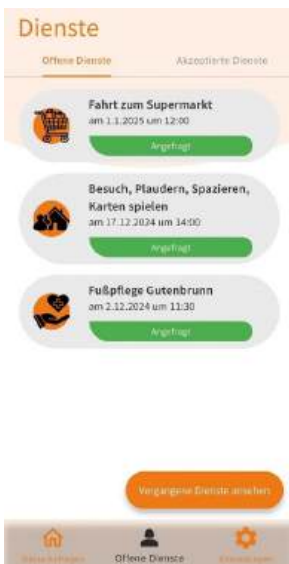 Dienste
Offene Dienste
Akzeptierte Dienste
Fahrt zum Supermarkt
am 1.1.2025 um 12:00
Angefragt
Besuch, Plaudern, Spazieren,
Karten spielen
am 17.12.2024 um 14:00
Angefragt
Fußpflege Gutenbrunn
am 2.12.2024 um 11:30
Angefragt
Vergangene Dienste ansehen
Offene Dienste